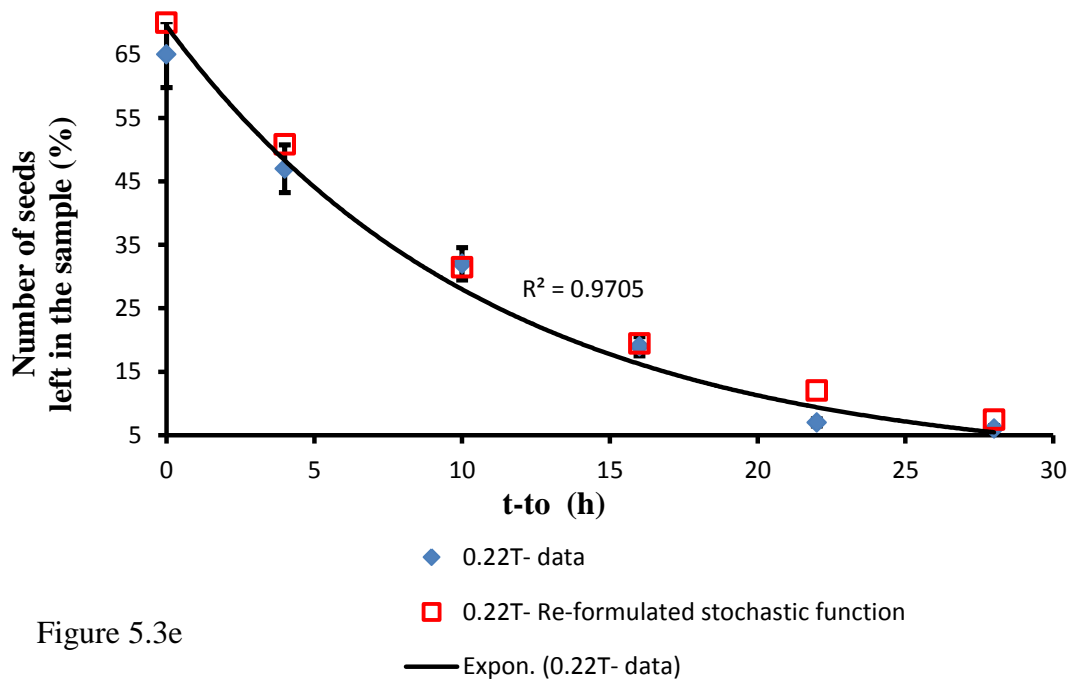 Number of seeds
left in the sample (%)
65
55
45
35
25
15
5
R² = 0.9705
0 5 10 15 20 25 30
t-to (h)
0.22T- data
0.22T- Re-formulated stochastic function
Expon. (0.22T- data)
Figure 5.3e